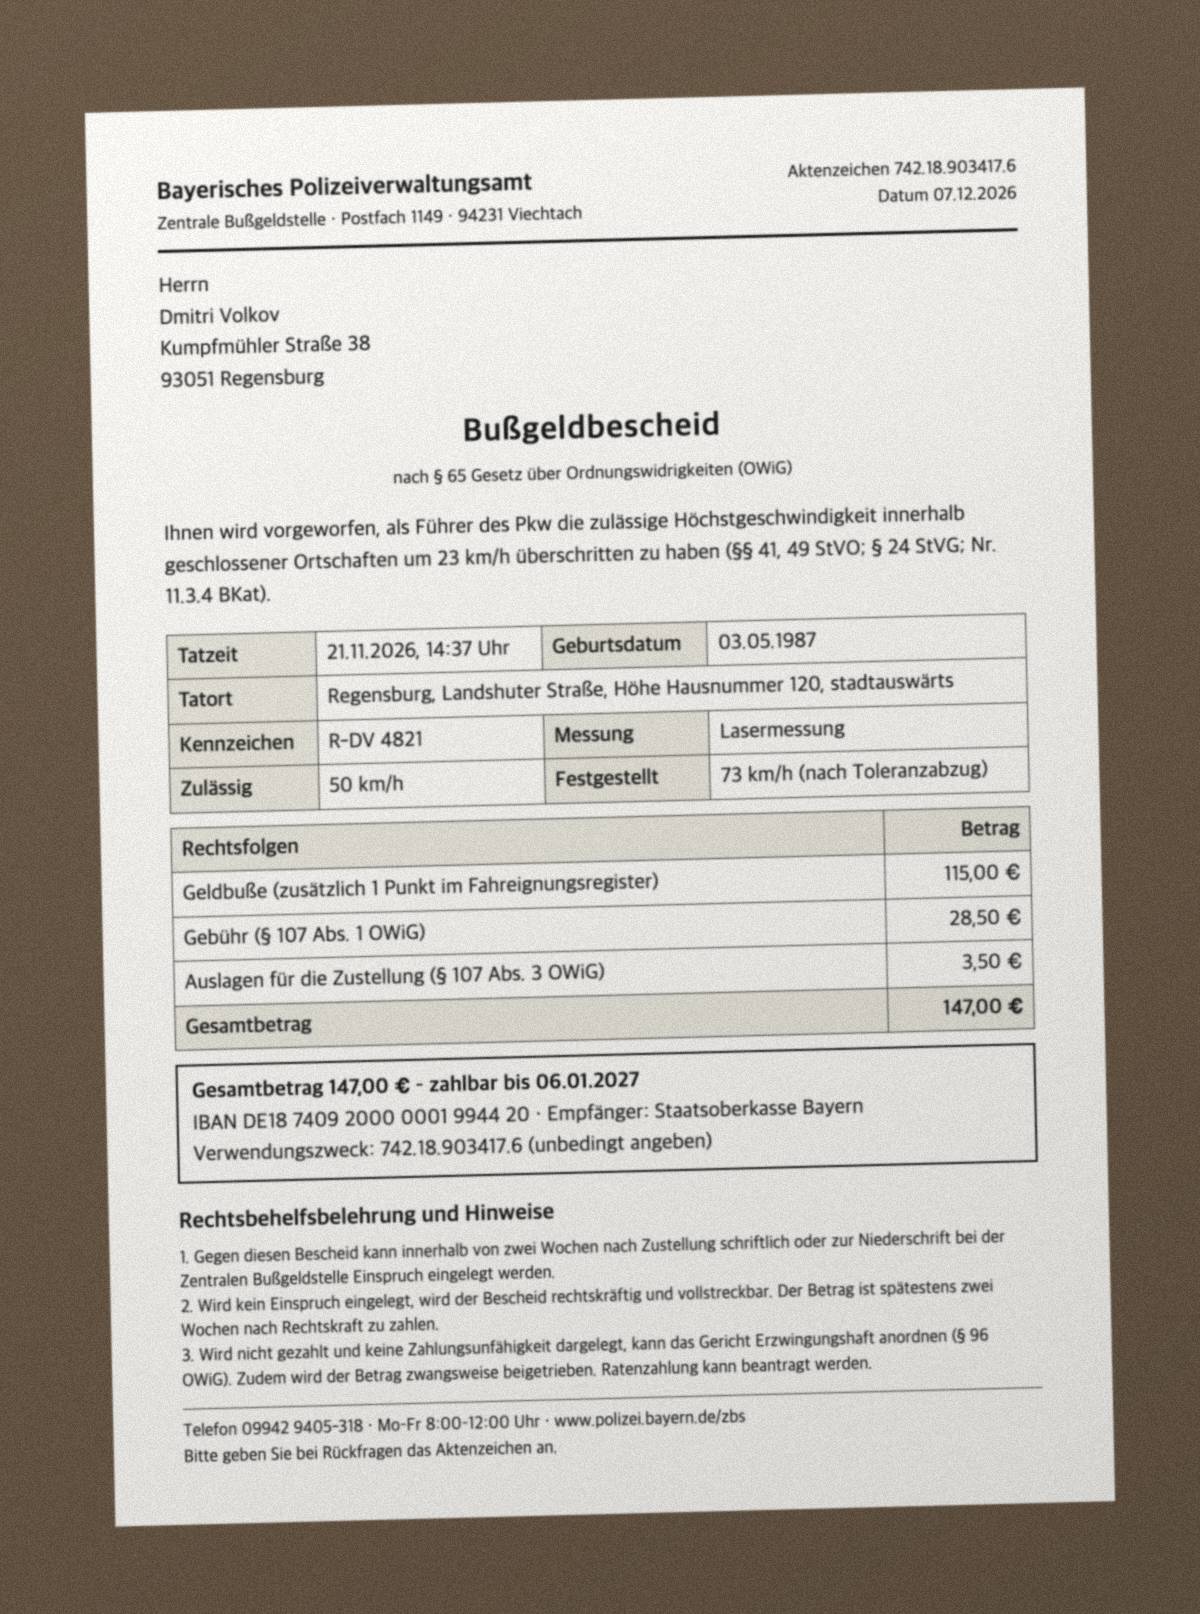 Bayerisches Polizeiverwaltungsamt
Zentrale Bußgeldstelle · Postfach 1149 · 94231 Viechtach
Aktenzeichen 742.18.903417.6
Datum 07.12.2026
Herrn
Dmitri Volkov
Kumpfmühler Straße 38
93051 Regensburg
Bußgeldbescheid
nach § 65 Gesetz über Ordnungswidrigkeiten (OWiG)
Ihnen wird vorgeworfen, als Führer des Pkw die zulässige Höchstgeschwindigkeit innerhalb
geschlossener Ortschaften um 23 km/h überschritten zu haben (§§ 41, 49 StVO; § 24 StVG; Nr.
11.3.4 BKat).
Tatzeit 21.11.2026, 14:37 Uhr Geburtsdatum 03.05.1987
Tatort Regensburg, Landshuter Straße, Höhe Hausnummer 120, stadtauswärts
Kennzeichen R-DV 4821 Messung Lasermessung
Zulässig 50 km/h Festgestellt 73 km/h (nach Toleranzabzug)
Rechtsfolgen Betrag
Geldbuße (zusätzlich 1 Punkt im Fahreignungsregister) 115,00 €
Gebühr (§ 107 Abs. 1 OWiG) 28,50 €
Auslagen für die Zustellung (§ 107 Abs. 3 OWiG) 3,50 €
Gesamtbetrag 147,00 €
Gesamtbetrag 147,00 € - zahlbar bis 06.01.2027
IBAN DE18 7409 2000 0001 9944 20 · Empfänger: Staatsoberkasse Bayern
Verwendungszweck: 742.18.903417.6 (unbedingt angeben)
Rechtsbehelfsbelehrung und Hinweise
1. Gegen diesen Bescheid kann innerhalb von zwei Wochen nach Zustellung schriftlich oder zur Niederschrift bei der
Zentralen Bußgeldstelle Einspruch eingelegt werden.
2. Wird kein Einspruch eingelegt, wird der Bescheid rechtskräftig und vollstreckbar. Der Betrag ist spätestens zwei
Wochen nach Rechtskraft zu zahlen.
3. Wird nicht gezahlt und keine Zahlungsunfähigkeit dargelegt, kann das Gericht Erzwingungshaft anordnen (§ 96
OWiG). Zudem wird der Betrag zwangsweise beigetrieben. Ratenzahlung kann beantragt werden.
Telefon 09942 9405-318 · Mo-Fr 8:00-12:00 Uhr · www.polizei.bayern.de/zbs
Bitte geben Sie bei Rückfragen das Aktenzeichen an.